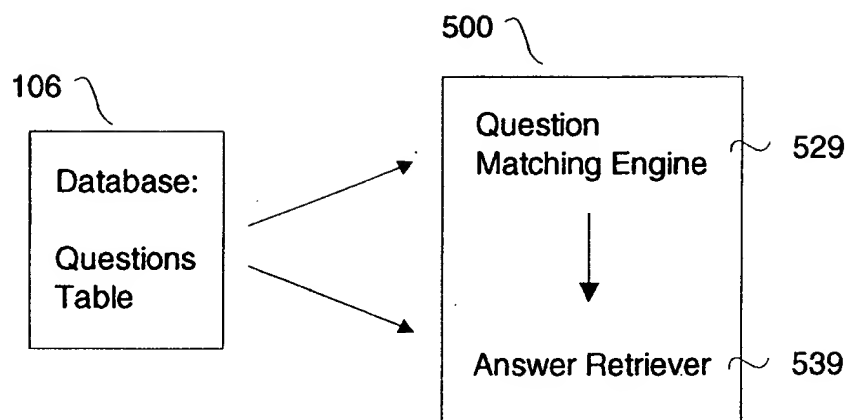 500
106
Database:
Questions
Table
Question
Matching Engine
529
Answer Retriever
539